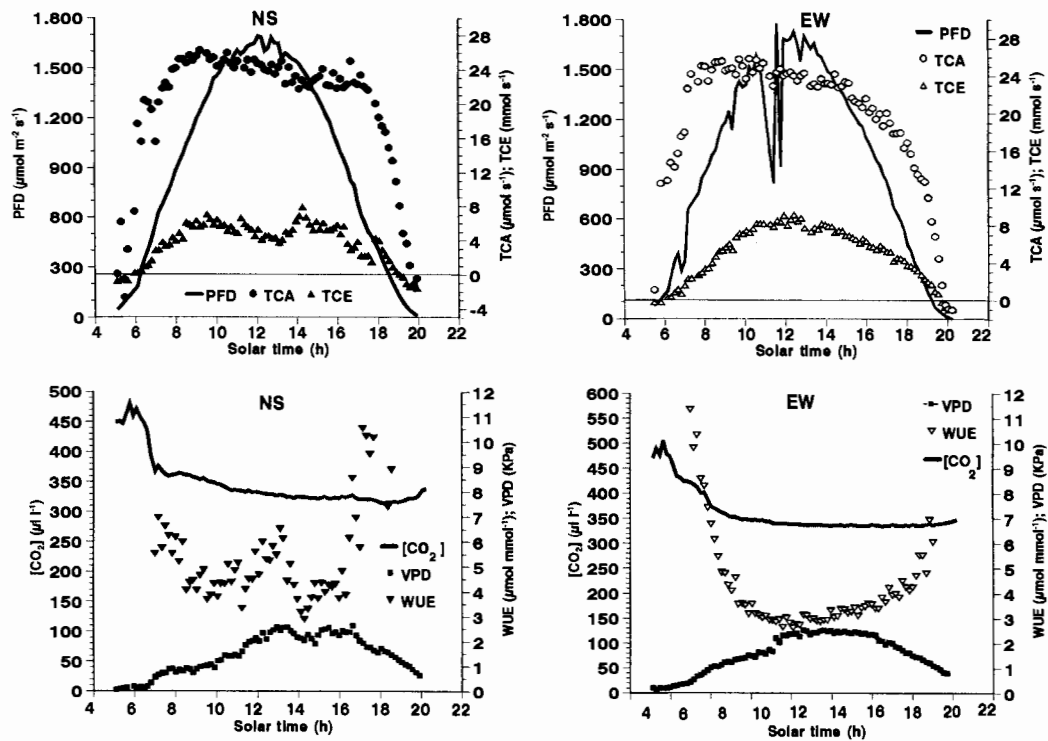 NS
1.800
1.500
1.200
1.900
600
300
0
PFD (µmol m⁻² s⁻¹)
28
24
20
16
12
8
4
0
-4
TCA (µmol s⁻¹); TCE (mmol s⁻¹)
PFD TCA TCE
4 6 8 10 12 14 16 18 20 22
Solar time (h)
EW
1.800
1.500
1.200
1.900
600
300
0
PFD (µmol m⁻² s⁻¹)
28
24
20
16
12
8
4
0
TCA (µmol s⁻¹); TCE (mmol s⁻¹)
PFD
TCA
TCE
4 6 8 10 12 14 16 18 20 22
Solar time (h)
NS
500
450
400
350
300
250
200
150
100
50
0
[CO₂] (µl l⁻¹)
12
11
10
9
8
7
6
5
4
3
2
1
0
WUE (µmol mmol⁻¹); VPD (KPa)
[CO₂]
VPD
WUE
4 6 8 10 12 14 16 18 20 22
Solar time (h)
EW
600
550
500
450
400
350
300
250
200
150
100
50
0
[CO₂] (µl l⁻¹)
12
11
10
9
8
7
6
5
4
3
2
1
0
WUE (µmol mmol⁻¹); VPD (KPa)
VPD
WUE
[CO₂]
4 6 8 10 12 14 16 18 20 22
Solar time (h)